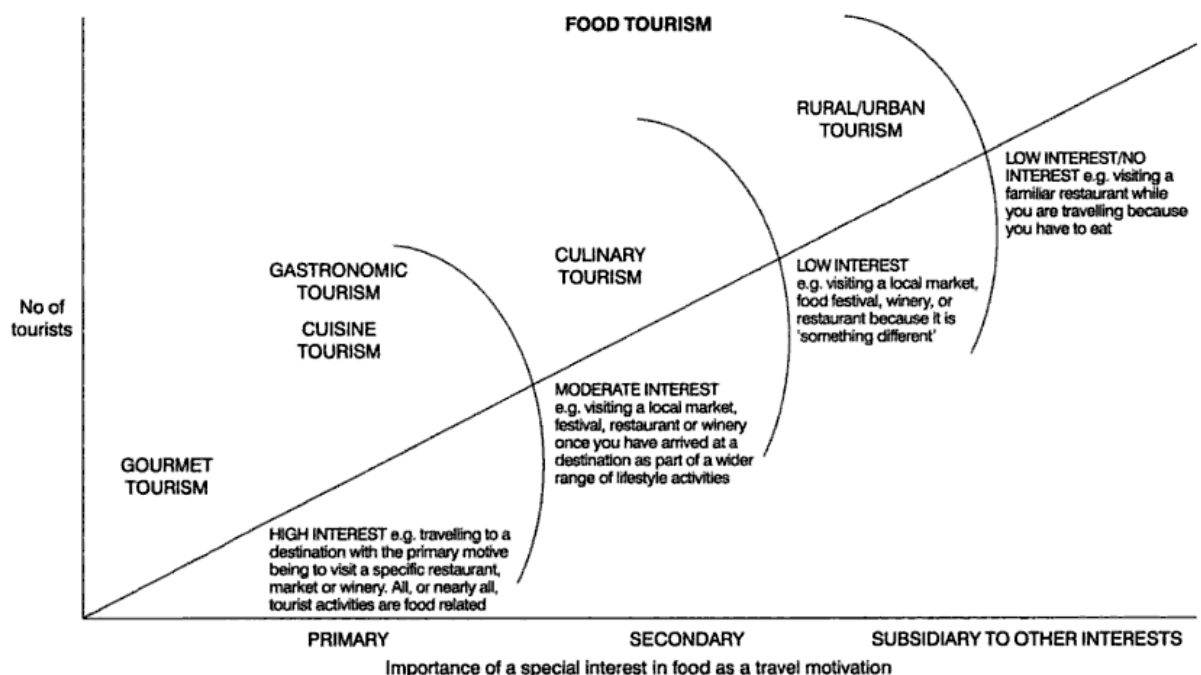 FOOD TOURISM
RURAL/URBAN
TOURISM
LOW INTEREST/NO
INTEREST e.g. visiting a
familiar restaurant while
you are travelling because
you have to eat
CULINARY
TOURISM
LOW INTEREST
e.g. visiting a local market,
food festival, winery, or
restaurant because it is
'something different'
GASTRONOMIC
TOURISM
CUISINE
TOURISM
No of
tourists
MODERATE INTEREST
e.g. visiting a local market,
festival, restaurant or winery
once you have arrived at a
destination as part of a wider
range of lifestyle activities
GOURMET
TOURISM
HIGH INTEREST e.g. travelling to a
destination with the primary motive
being to visit a specific restaurant,
market or winery. All, or nearly all,
tourist activities are food related
PRIMARY
SECONDARY
SUBSIDIARY TO OTHER INTERESTS
Importance of a special interest in food as a travel motivation